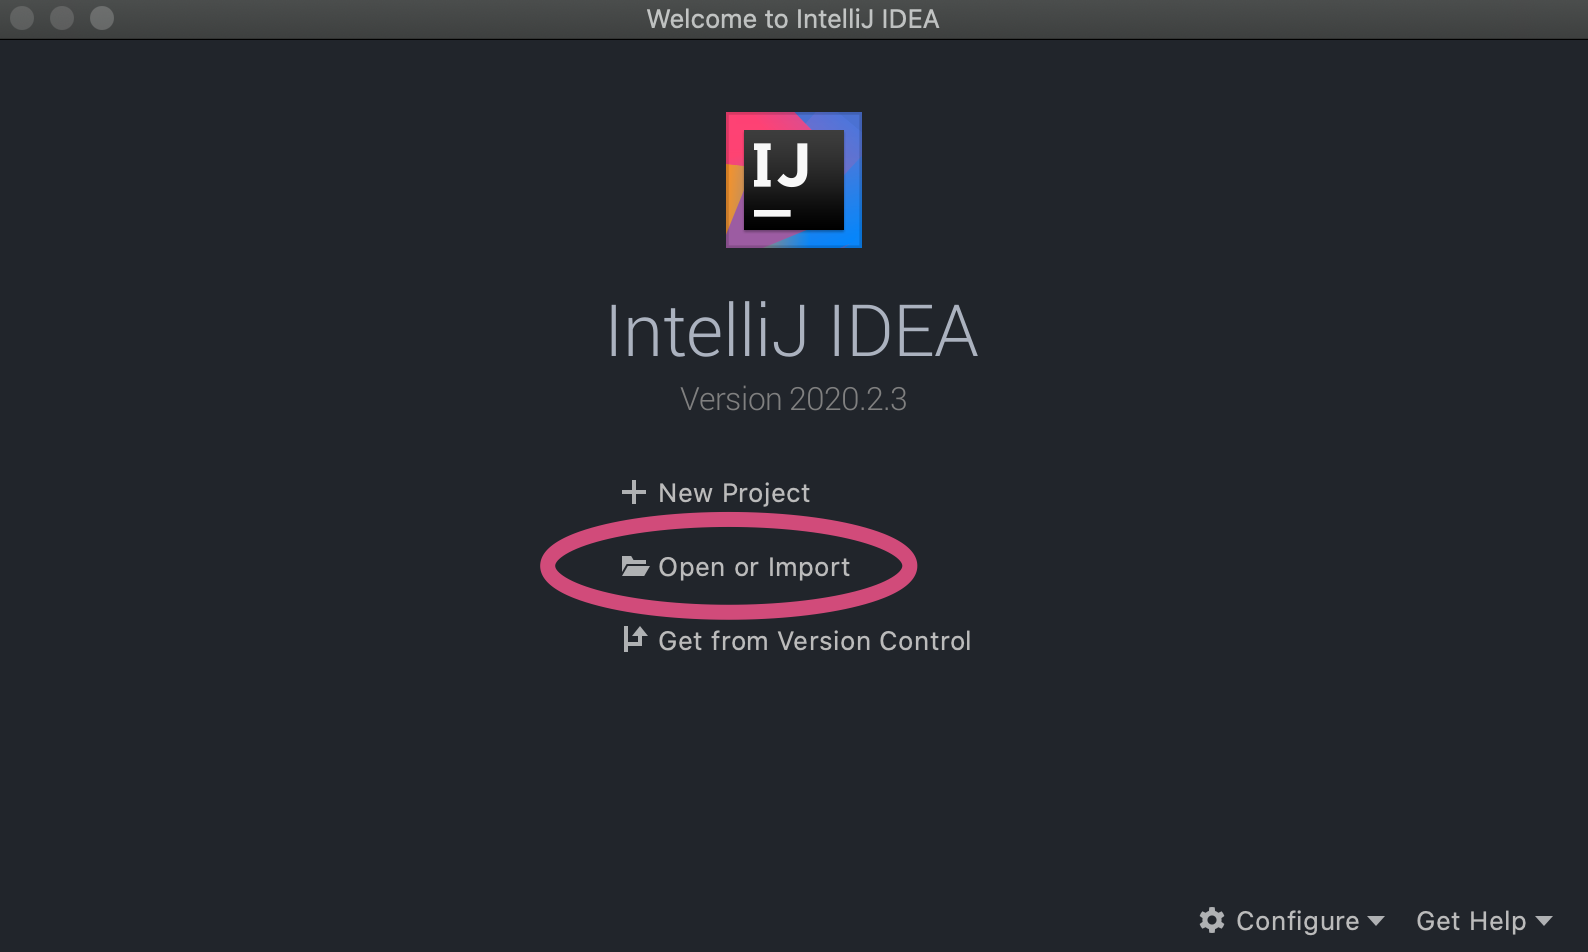 Welcome to IntelliJ IDEA
IJ
IntelliJ IDEA
Version 2020.2.3
New Project
Open or Import
Get from Version Control
Configure
Get Help